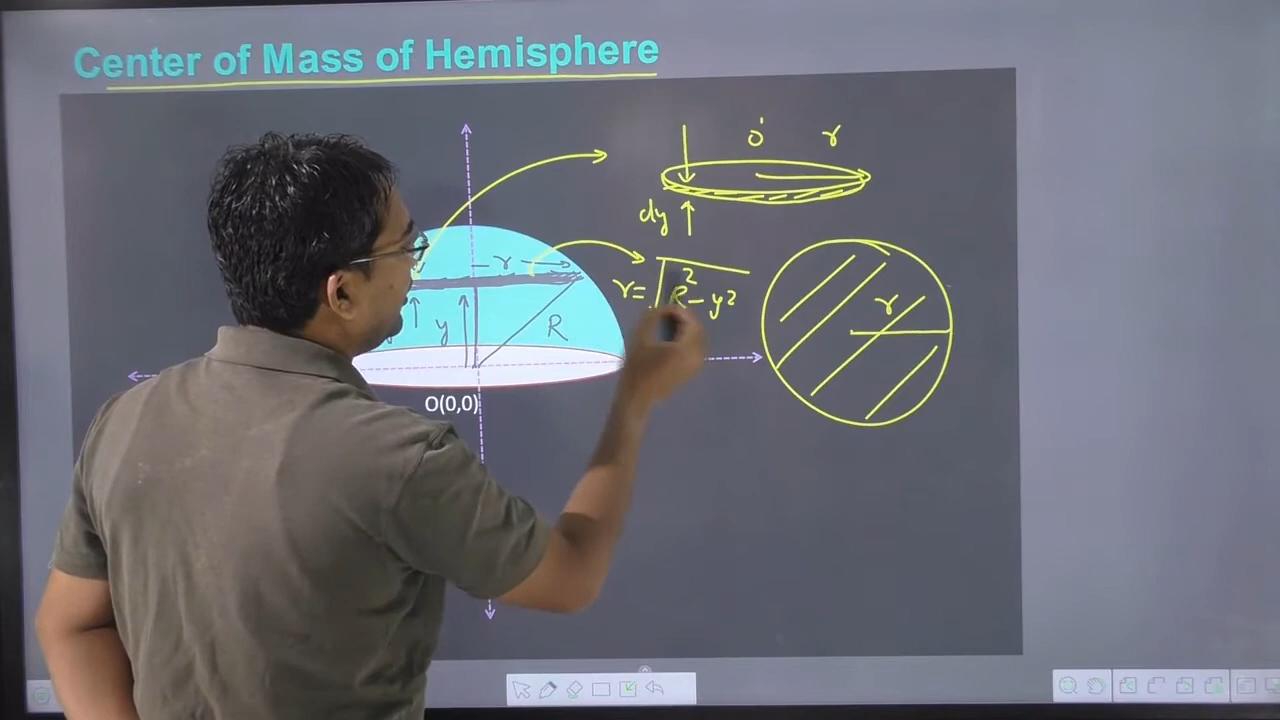 Center of Mass of Hemisphere
O' r
dy
r
r = √R² - y²
r
y
R
O(0,0)